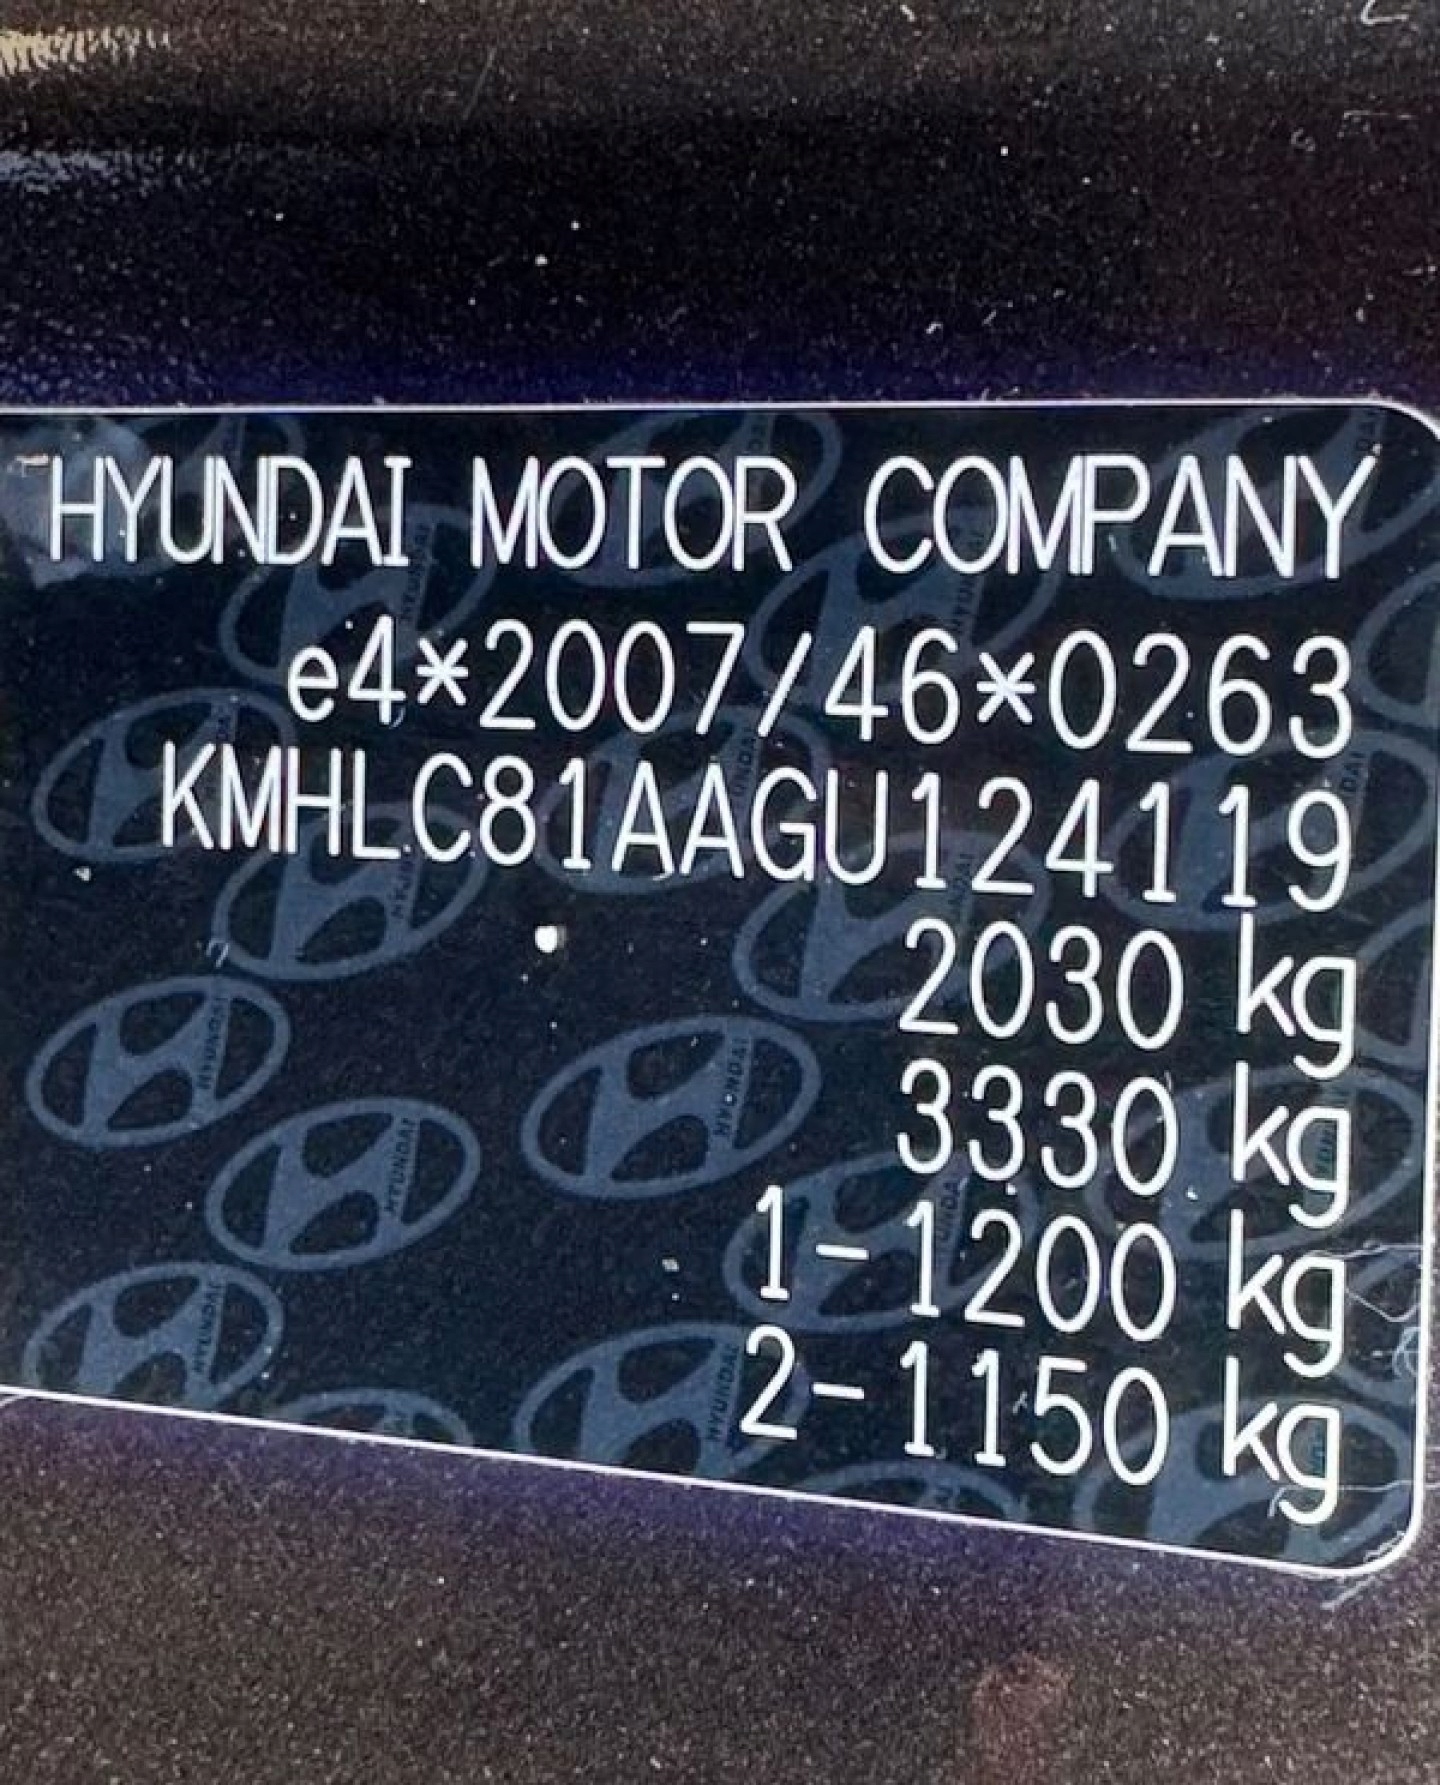 HYUNDAI MOTOR COMPANY
e4*2007/46*0263
KMHLC81AAGU124119
2030 kg
3330 kg
1-1200 kg
2-1150 kg